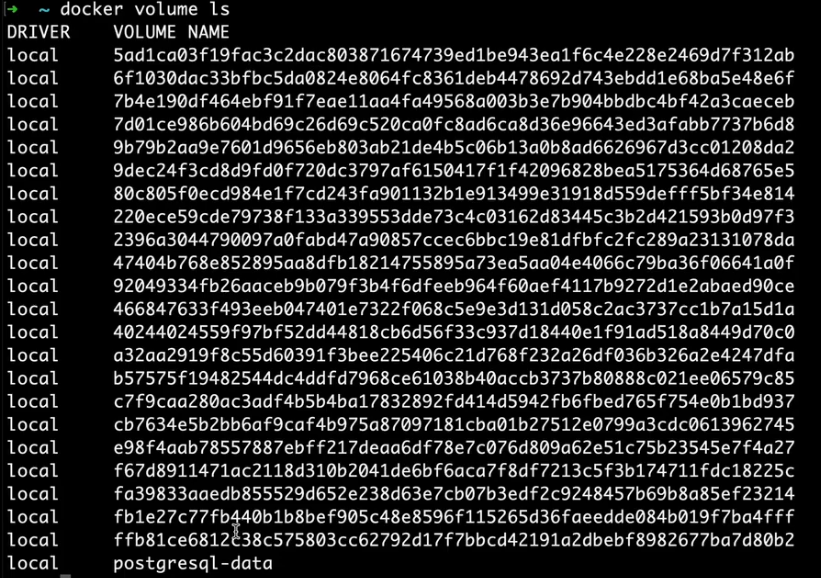 ➜ ~ docker volume ls
DRIVER VOLUME NAME
local 5ad1ca03f19fac3c2dac803871674739ed1be943ea1f6c4e228e2469d7f312ab
local 6f1030dac33bfbc5da0824e8064fc8361deb4478692d743ebdd1e68ba5e48e6f
local 7b4e190df464ebf91f7eae11aa4fa49568a003b3e7b904bbdbc4bf42a3caeceb
local 7d01ce986b604bd69c26d69c520ca0fc8ad6ca8d36e96643ed3afabb7737b6d8
local 9b79b2aa9e7601d9656eb803ab21de4b5c06b13a0b8ad6626967d3cc01208da2
local 9dec24f3cd8d9fd0f720dc3797af6150417f1f42096828bea5175364d68765e5
local 80c805f0ecd984e1f7cd243fa901132b1e913499e31918d559defff5bf34e814
local 220ece59cde79738f133a339553dde73c4c03162d83445c3b2d421593b0d97f3
local 2396a3044790097a0fabd47a90857ccec6bbc19e81dfbfc2fc289a23131078da
local 47404b768e852895aa8dfb18214755895a73ea5aa04e4066c79ba36f06641a0f
local 92049334fb26aaceb9b079f3b4f6dfeeb964f60aef4117b9272d1e2abaed90ce
local 466847633f493eeb047401e7322f068c5e9e3d131d058c2ac3737cc1b7a15d1a
local 40244024559f97bf52dd44818cb6d56f33c937d18440e1f91ad518a8449d70c0
local a32aa2919f8c55d60391f3bee225406c21d768f232a26df036b326a2e4247dfa
local b57575f19482544dc4ddfd7968ce61038b40accb3737b80888c021ee06579c85
local c7f9caa280ac3adf4b5b4ba17832892fd414d5942fb6fbed765f754e0b1bd937
local cb7634e5b2bb6af9caf4b975a87097181cba01b27512e0799a3cdc0613962745
local e98f4aab78557887ebff217deaa6df78e7c076d809a62e51c75b23545e7f4a27
local f67d8911471ac2118d310b2041de6bf6aca7f8df7213c5f3b174711fdc18225c
local fa39833aaedb855529d652e238d63e7cb07b3edf2c9248457b69b8a85ef23214
local fb1e27c77fb440b1b8bef905c48e8596f115265d36faeedde084b019f7ba4fff
local ffb81ce6812c38c575803cc62792d17f7bbcd42191a2dbebf8982677ba7d80b2
local postgresql-data